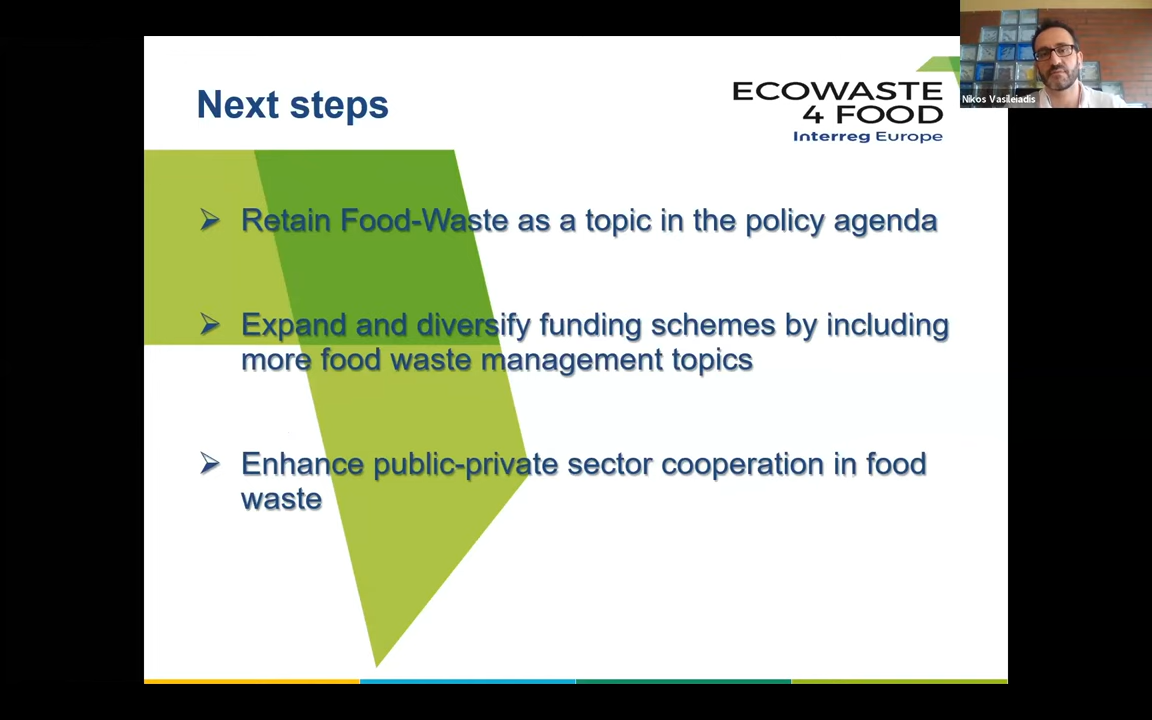 Next steps
ECOWASTE
4 FOOD
Interreg Europe
Nikos Vasileiadis
➢ Retain Food-Waste as a topic in the policy agenda
➢ Expand and diversify funding schemes by including
more food waste management topics
➢ Enhance public-private sector cooperation in food
waste